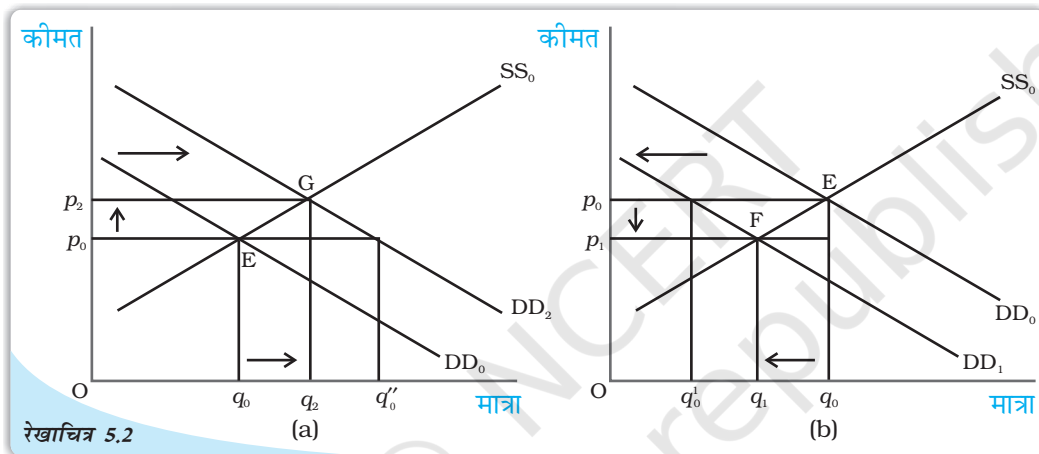 कीमत
SS₀
G
p₂
p₀
E
DD₂
DD₀
O
q₀ q₂ q″₀
मात्रा
(a)
रेखाचित्र 5.2
कीमत
SS₀
E
p₀
F
p₁
DD₀
DD₁
O
q¹₀ q₁ q₀
मात्रा
(b)
© NCERT
republish